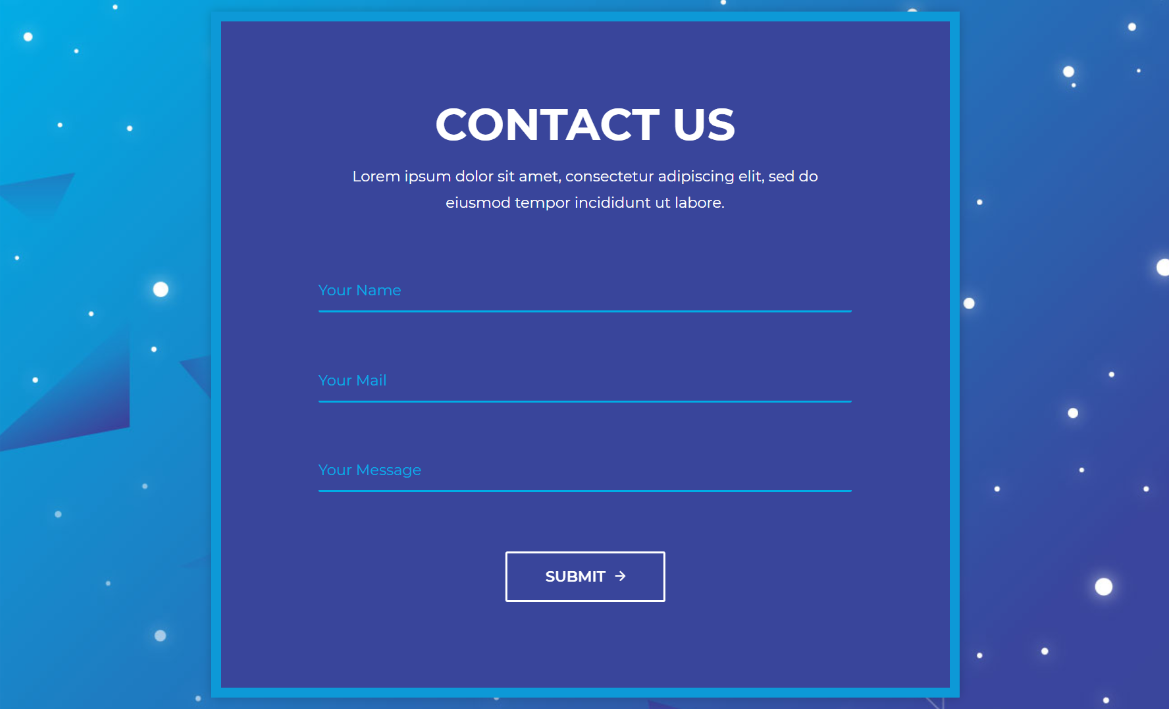 CONTACT US
Lorem ipsum dolor sit amet, consectetur adipiscing elit, sed do
eiusmod tempor incididunt ut labore.
Your Name
Your Mail
Your Message
SUBMIT →